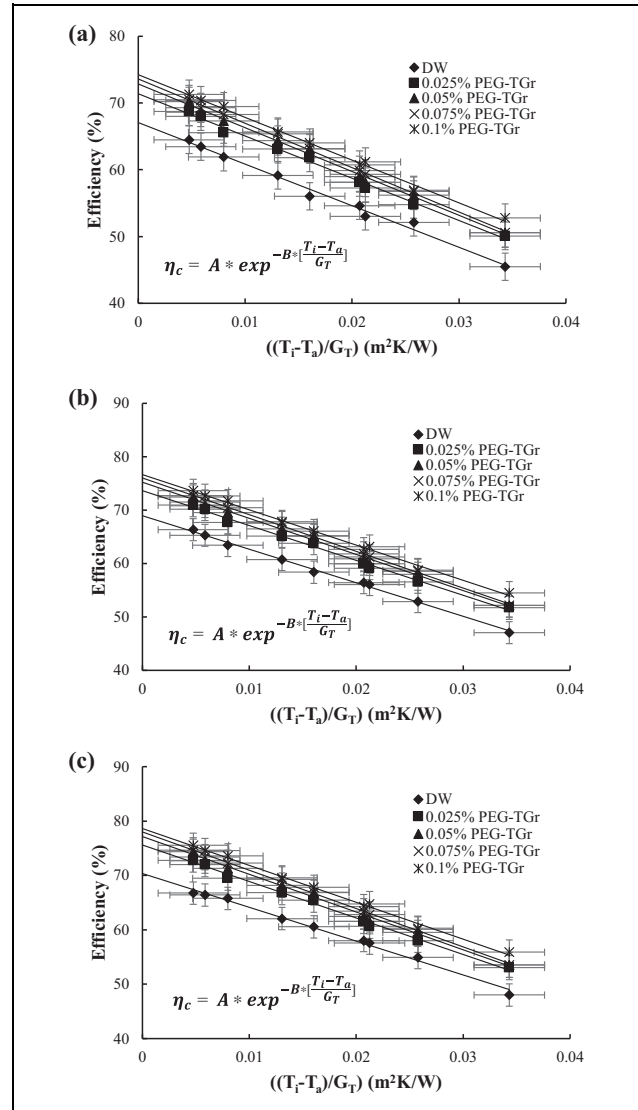 (a)
80
70
60
50
40
Efficiency (%)
DW
0.025% PEG-TGr
0.05% PEG-TGr
0.075% PEG-TGr
0.1% PEG-TGr
η_c = A * exp^{-B*[\frac{T_i-T_a}{G_T}]}
0 0.01 0.02 0.03 0.04
((T_i-T_a)/G_T) (m²K/W)
(b)
90
80
70
60
50
40
Efficiency (%)
DW
0.025% PEG-TGr
0.05% PEG-TGr
0.075% PEG-TGr
0.1% PEG-TGr
η_c = A * exp^{-B*[\frac{T_i-T_a}{G_T}]}
0 0.01 0.02 0.03 0.04
((T_i-T_a)/G_T) (m²K/W)
(c)
90
80
70
60
50
40
Efficiency (%)
DW
0.025% PEG-TGr
0.05% PEG-TGr
0.075% PEG-TGr
0.1% PEG-TGr
η_c = A * exp^{-B*[\frac{T_i-T_a}{G_T}]}
0 0.01 0.02 0.03 0.04
((T_i-T_a)/G_T) (m²K/W)